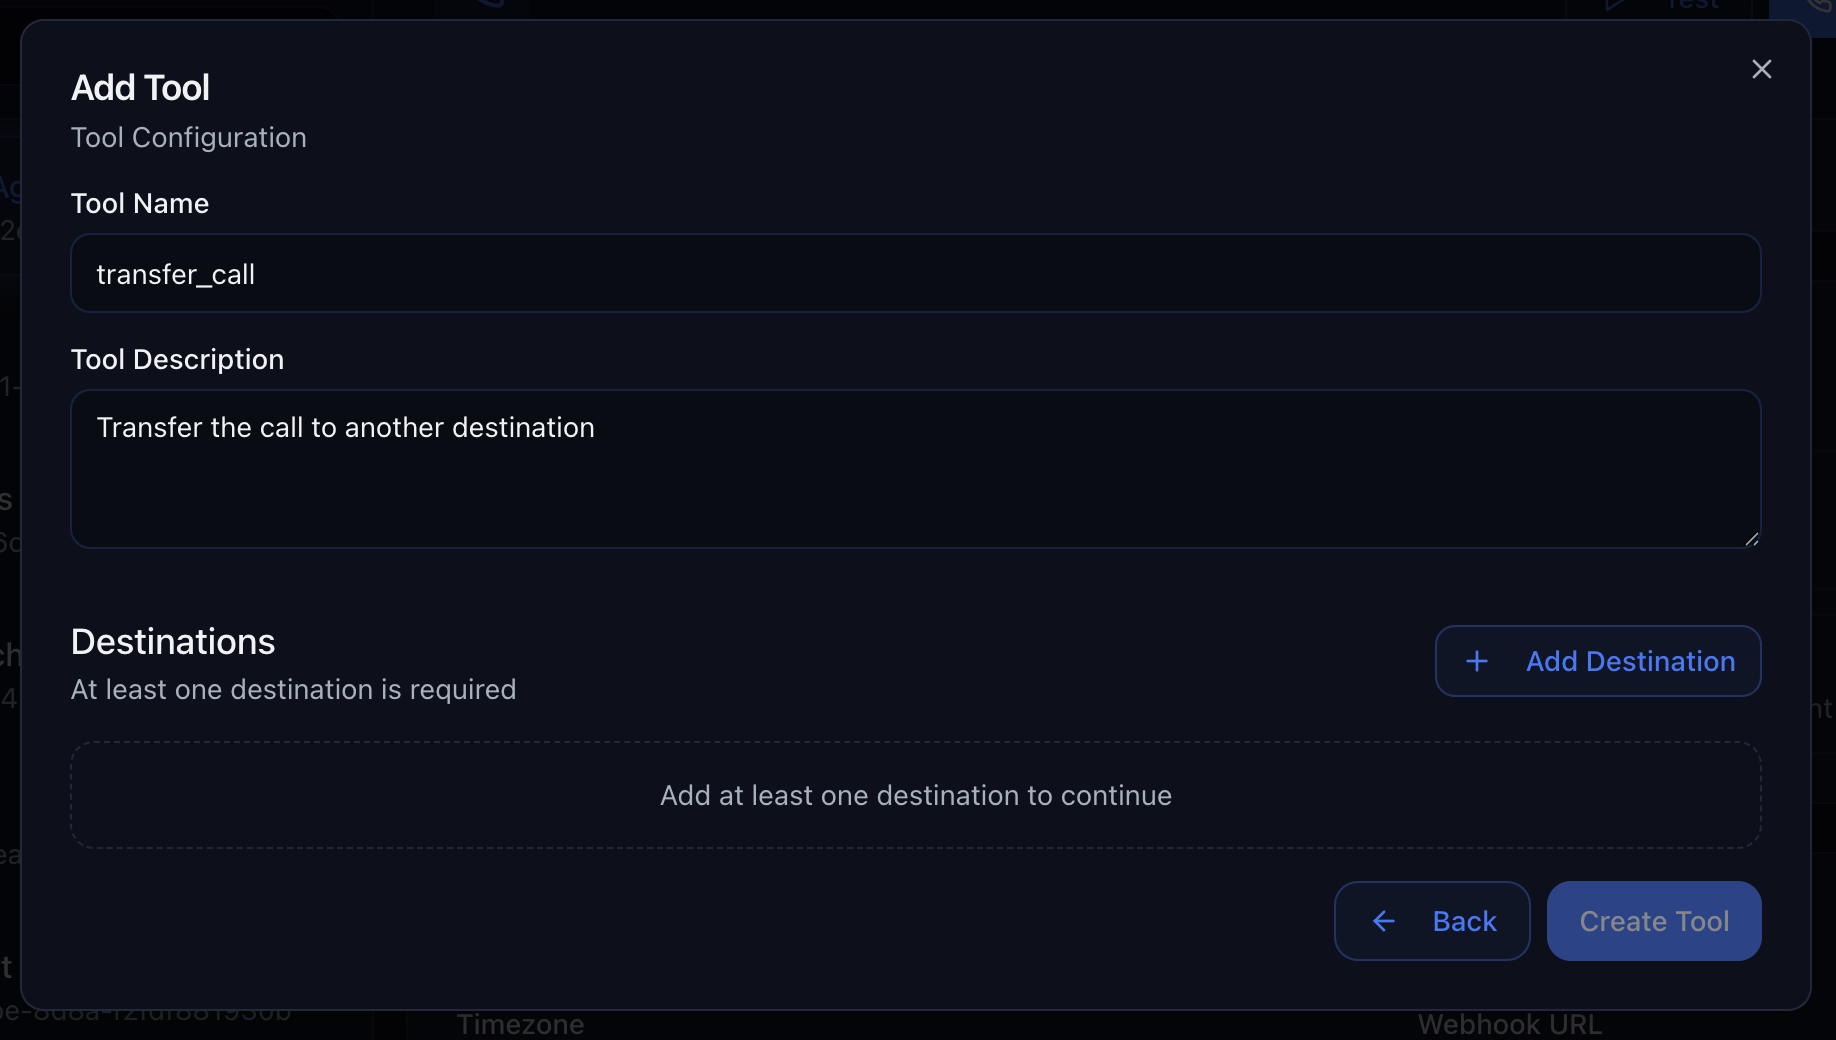 Test
Add Tool
Tool Configuration
Tool Name
transfer_call
Tool Description
Transfer the call to another destination
Destinations
At least one destination is required
+ Add Destination
Add at least one destination to continue
← Back
Create Tool
Timezone
Webhook URL